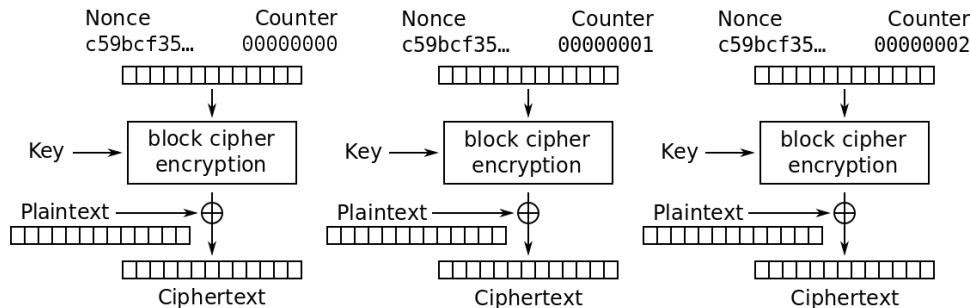 Nonce Counter Nonce Counter Nonce Counter
c59bcf35… 00000000 c59bcf35… 00000001 c59bcf35… 00000002
block cipher block cipher block cipher
Key encryption Key encryption Key encryption
Plaintext Plaintext Plaintext
Ciphertext Ciphertext Ciphertext